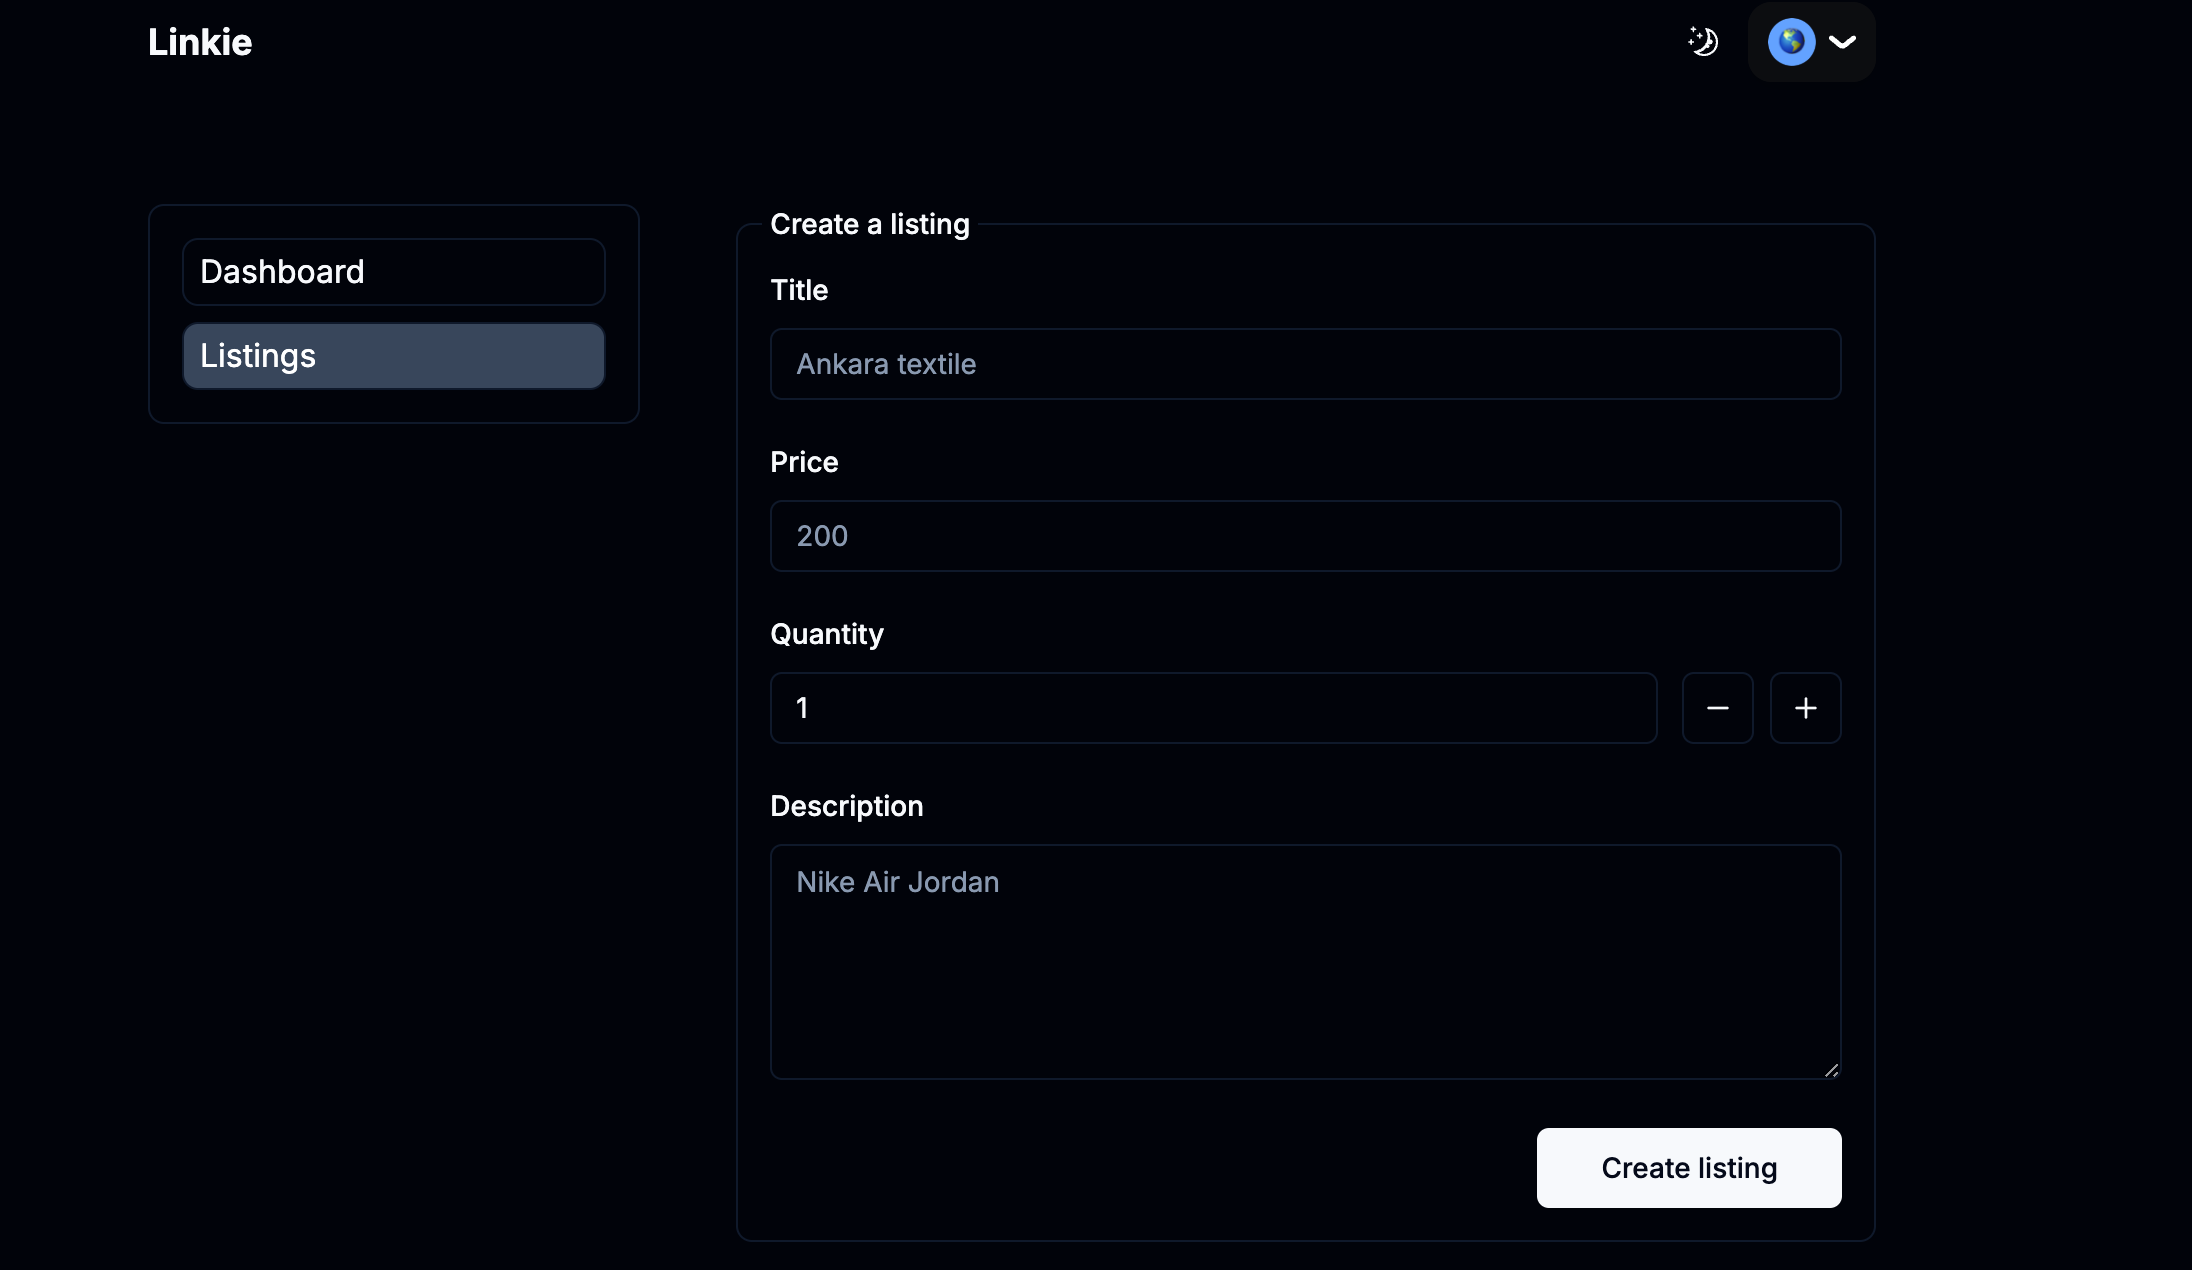 Linkie
Dashboard
Listings
Create a listing
Title
Ankara textile
Price
200
Quantity
1
Description
Nike Air Jordan
Create listing